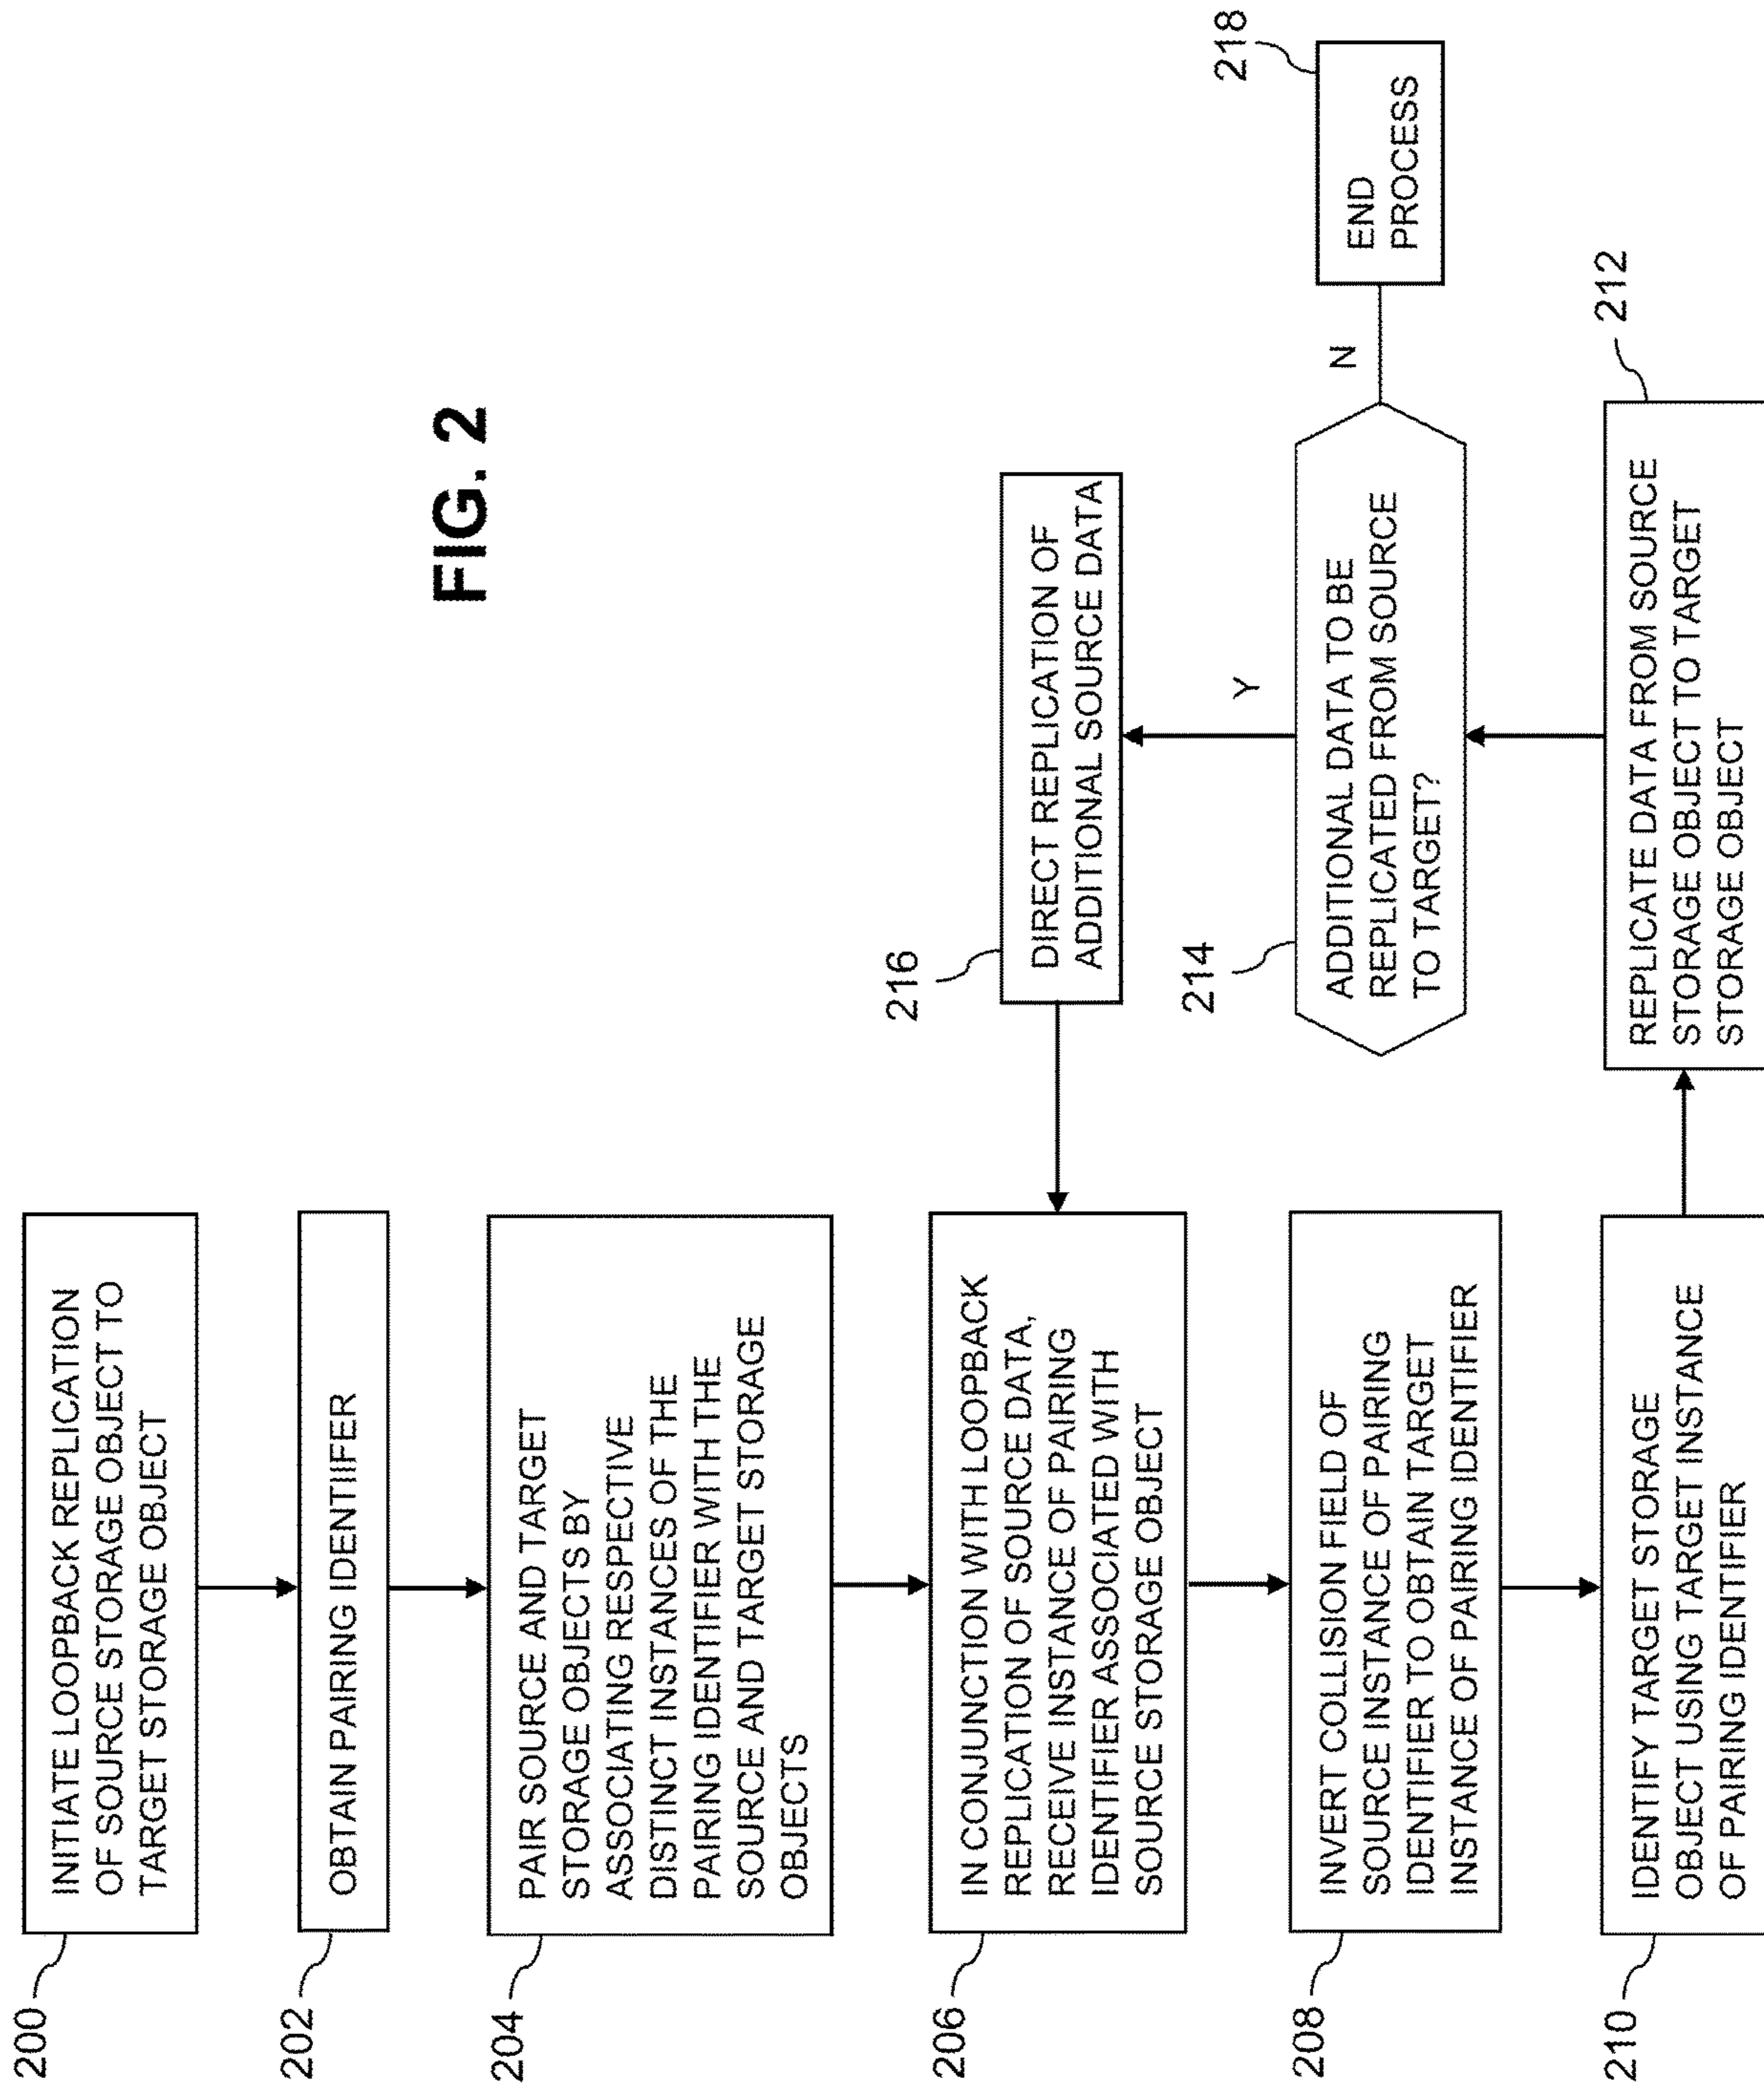 FIG. 2
200
INITIATE LOOPBACK REPLICATION
OF SOURCE STORAGE OBJECT TO
TARGET STORAGE OBJECT
202
OBTAIN PAIRING IDENTIIFER
204
PAIR SOURCE AND TARGET
STORAGE OBJECTS BY
ASSOCIATING RESPECTIVE
DISTINCT INSTANCES OF THE
PAIRING IDENTIFIER WITH THE
SOURCE AND TARGET STORAGE
OBJECTS
206
IN CONJUNCTION WITH LOOPBACK
REPLICATION OF SOURCE DATA,
RECEIVE INSTANCE OF PAIRING
IDENTIFIER ASSOCIATED WITH
SOURCE STORAGE OBJECT
208
INVERT COLLISION FIELD OF
SOURCE INSTANCE OF PAIRING
IDENTIFIER TO OBTAIN TARGET
INSTANCE OF PAIRING IDENTIFIER
210
IDENTIFY TARGET STORAGE
OBJECT USING TARGET INSTANCE
OF PAIRING IDENTIFIER
212
REPLICATE DATA FROM SOURCE
STORAGE OBJECT TO TARGET
STORAGE OBJECT
214
ADDITIONAL DATA TO BE
REPLICATED FROM SOURCE
TO TARGET?
Y
N
216
DIRECT REPLICATION OF
ADDITIONAL SOURCE DATA
218
END
PROCESS